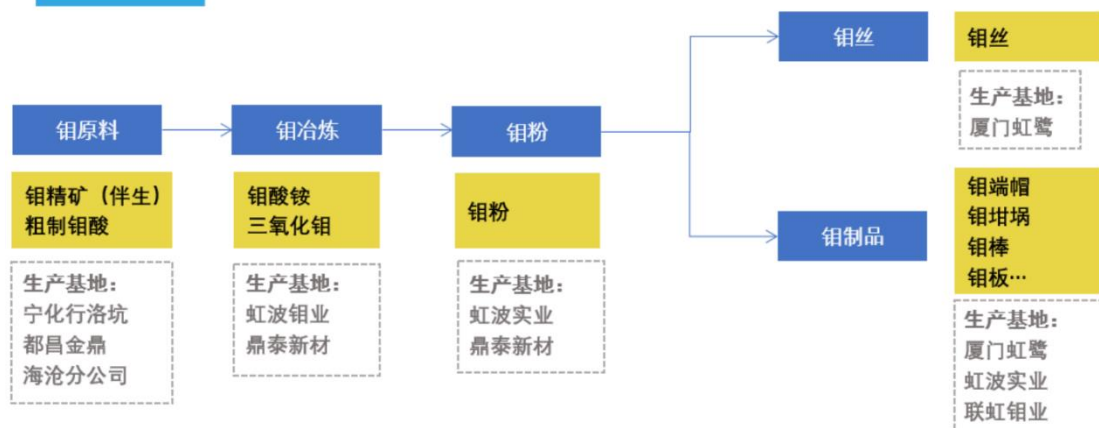 钼原料
钼精矿（伴生）
粗制钼酸
生产基地：
宁化行洛坑
都昌金鼎
海沧分公司
钼冶炼
钼酸铵
三氧化钼
生产基地：
虹波钼业
鼎泰新材
钼粉
钼粉
生产基地：
虹波实业
鼎泰新材
钼丝
钼丝
生产基地：
厦门虹鹭
钼制品
钼端帽
钼坩埚
钼棒
钼板…
生产基地：
厦门虹鹭
虹波实业
联虹钼业